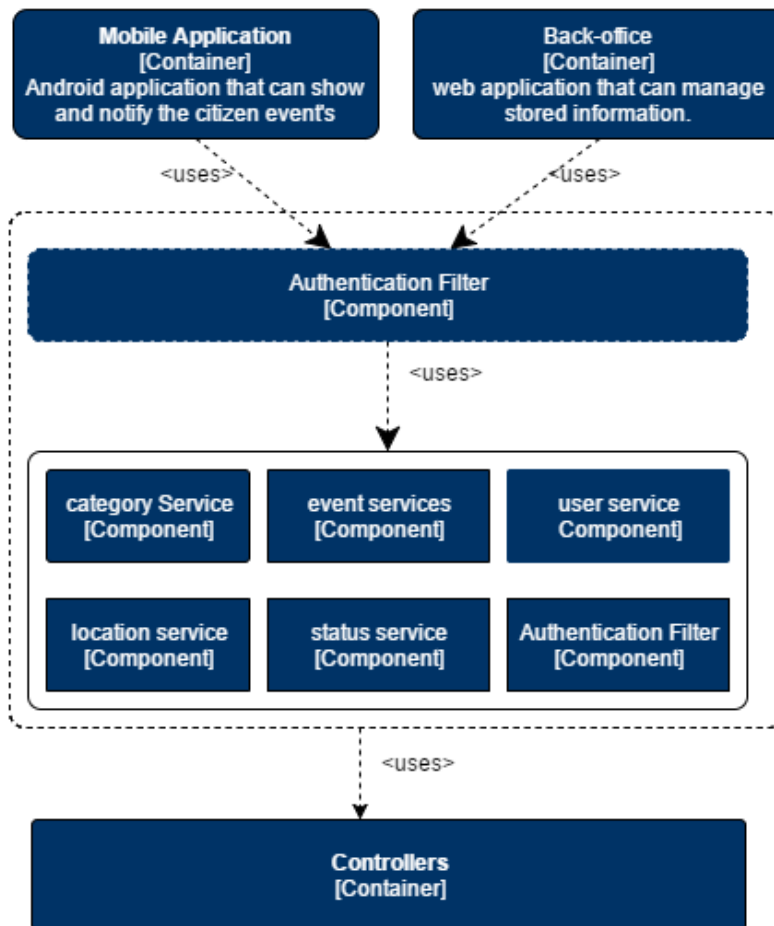 Mobile Application
[Container]
Android application that can show
and notify the citizen event's
Back-office
[Container]
web application that can manage
stored information.
<uses>
<uses>
Authentication Filter
[Component]
<uses>
category Service
[Component]
event services
[Component]
user service
Component]
location service
[Component]
status service
[Component]
Authentication Filter
[Component]
<uses>
Controllers
[Container]